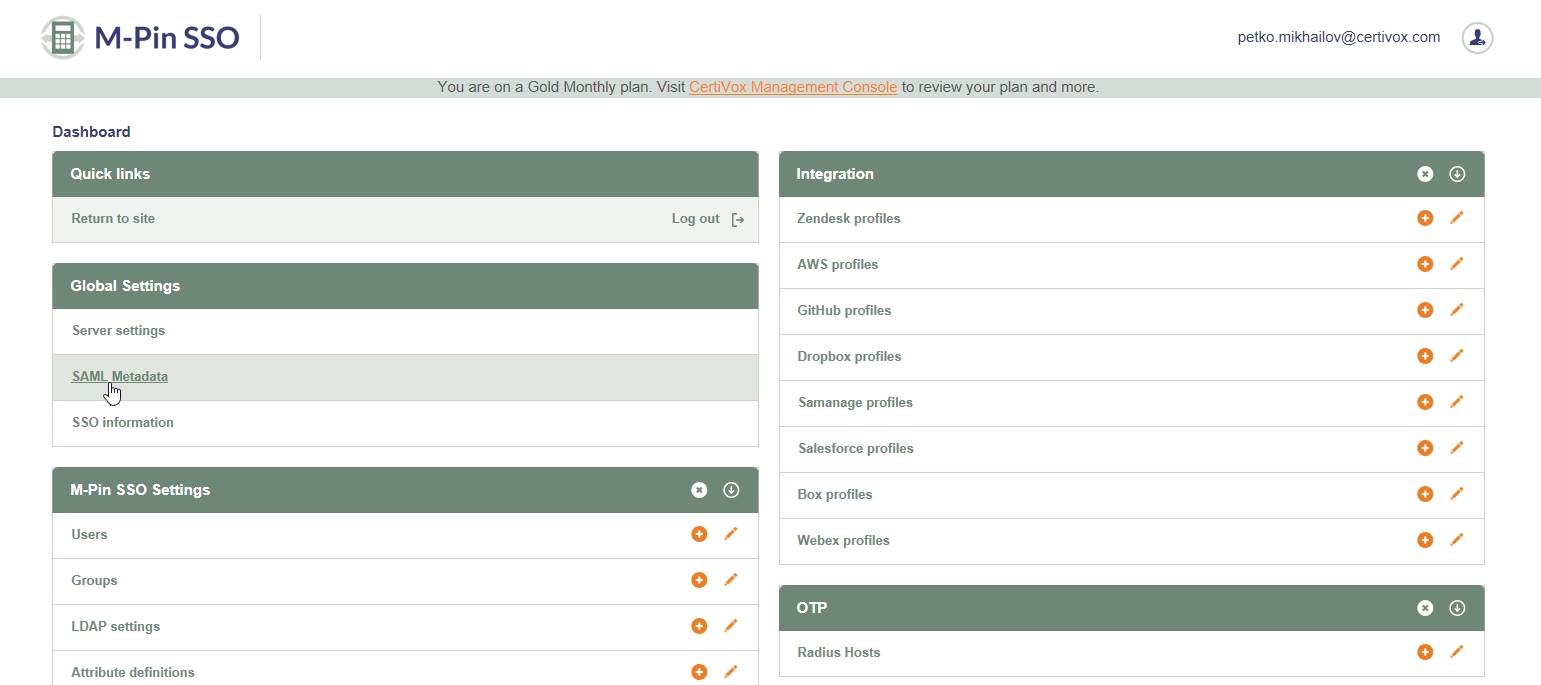 M-Pin SSO
petko.mikhailov@certivox.com
You are on a Gold Monthly plan. Visit CertiVox Management Console to review your plan and more.
Dashboard
Quick links
Return to site
Log out
Global Settings
Server settings
SAML Metadata
SSO information
M-Pin SSO Settings
Users
Groups
LDAP settings
Attribute definitions
Integration
Zendesk profiles
AWS profiles
GitHub profiles
Dropbox profiles
Samanage profiles
Salesforce profiles
Box profiles
Webex profiles
OTP
Radius Hosts